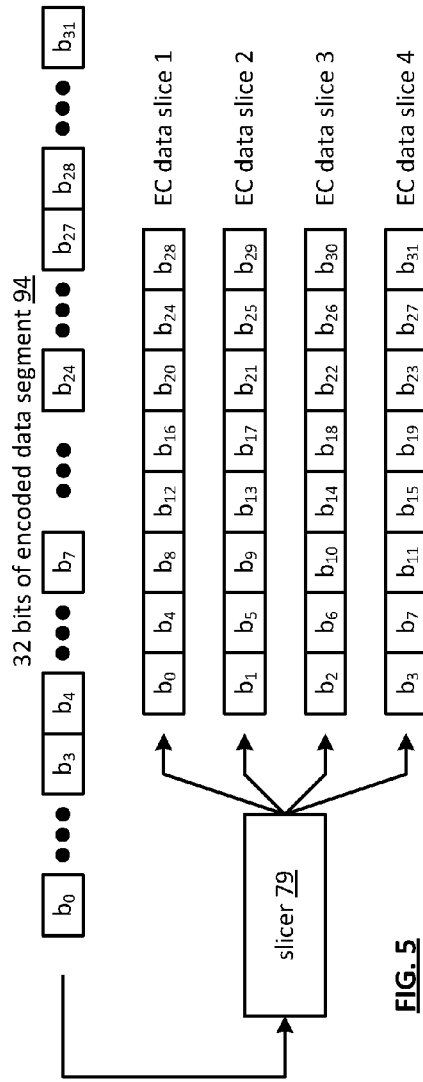 32 bits of encoded data segment 94
b0 ••• b3 b4 ••• b7 ••• b24 ••• b27 b28 ••• b31
slicer 79
b0 b4 b8 b12 b16 b20 b24 b28 EC data slice 1
b1 b5 b9 b13 b17 b21 b25 b29 EC data slice 2
b2 b6 b10 b14 b18 b22 b26 b30 EC data slice 3
b3 b7 b11 b15 b19 b23 b27 b31 EC data slice 4
FIG. 5